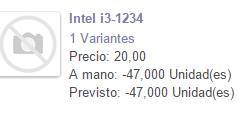 Intel i3-1234
1 Variantes
Precio: 20,00
A mano: -47,000 Unidad(es)
Previsto: -47,000 Unidad(es)